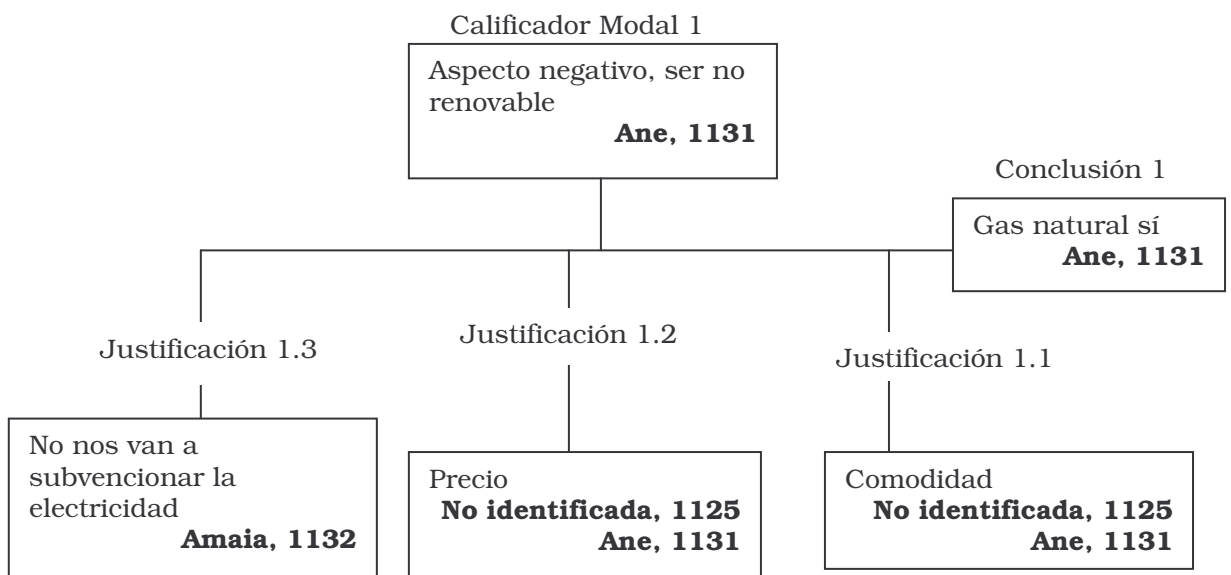 Calificador Modal 1
Aspecto negativo, ser no
renovable
Ane, 1131
Conclusión 1
Gas natural sí
Ane, 1131
Justificación 1.3
Justificación 1.2
Justificación 1.1
No nos van a
subvencionar la
electricidad
Amaia, 1132
Precio
No identificada, 1125
Ane, 1131
Comodidad
No identificada, 1125
Ane, 1131